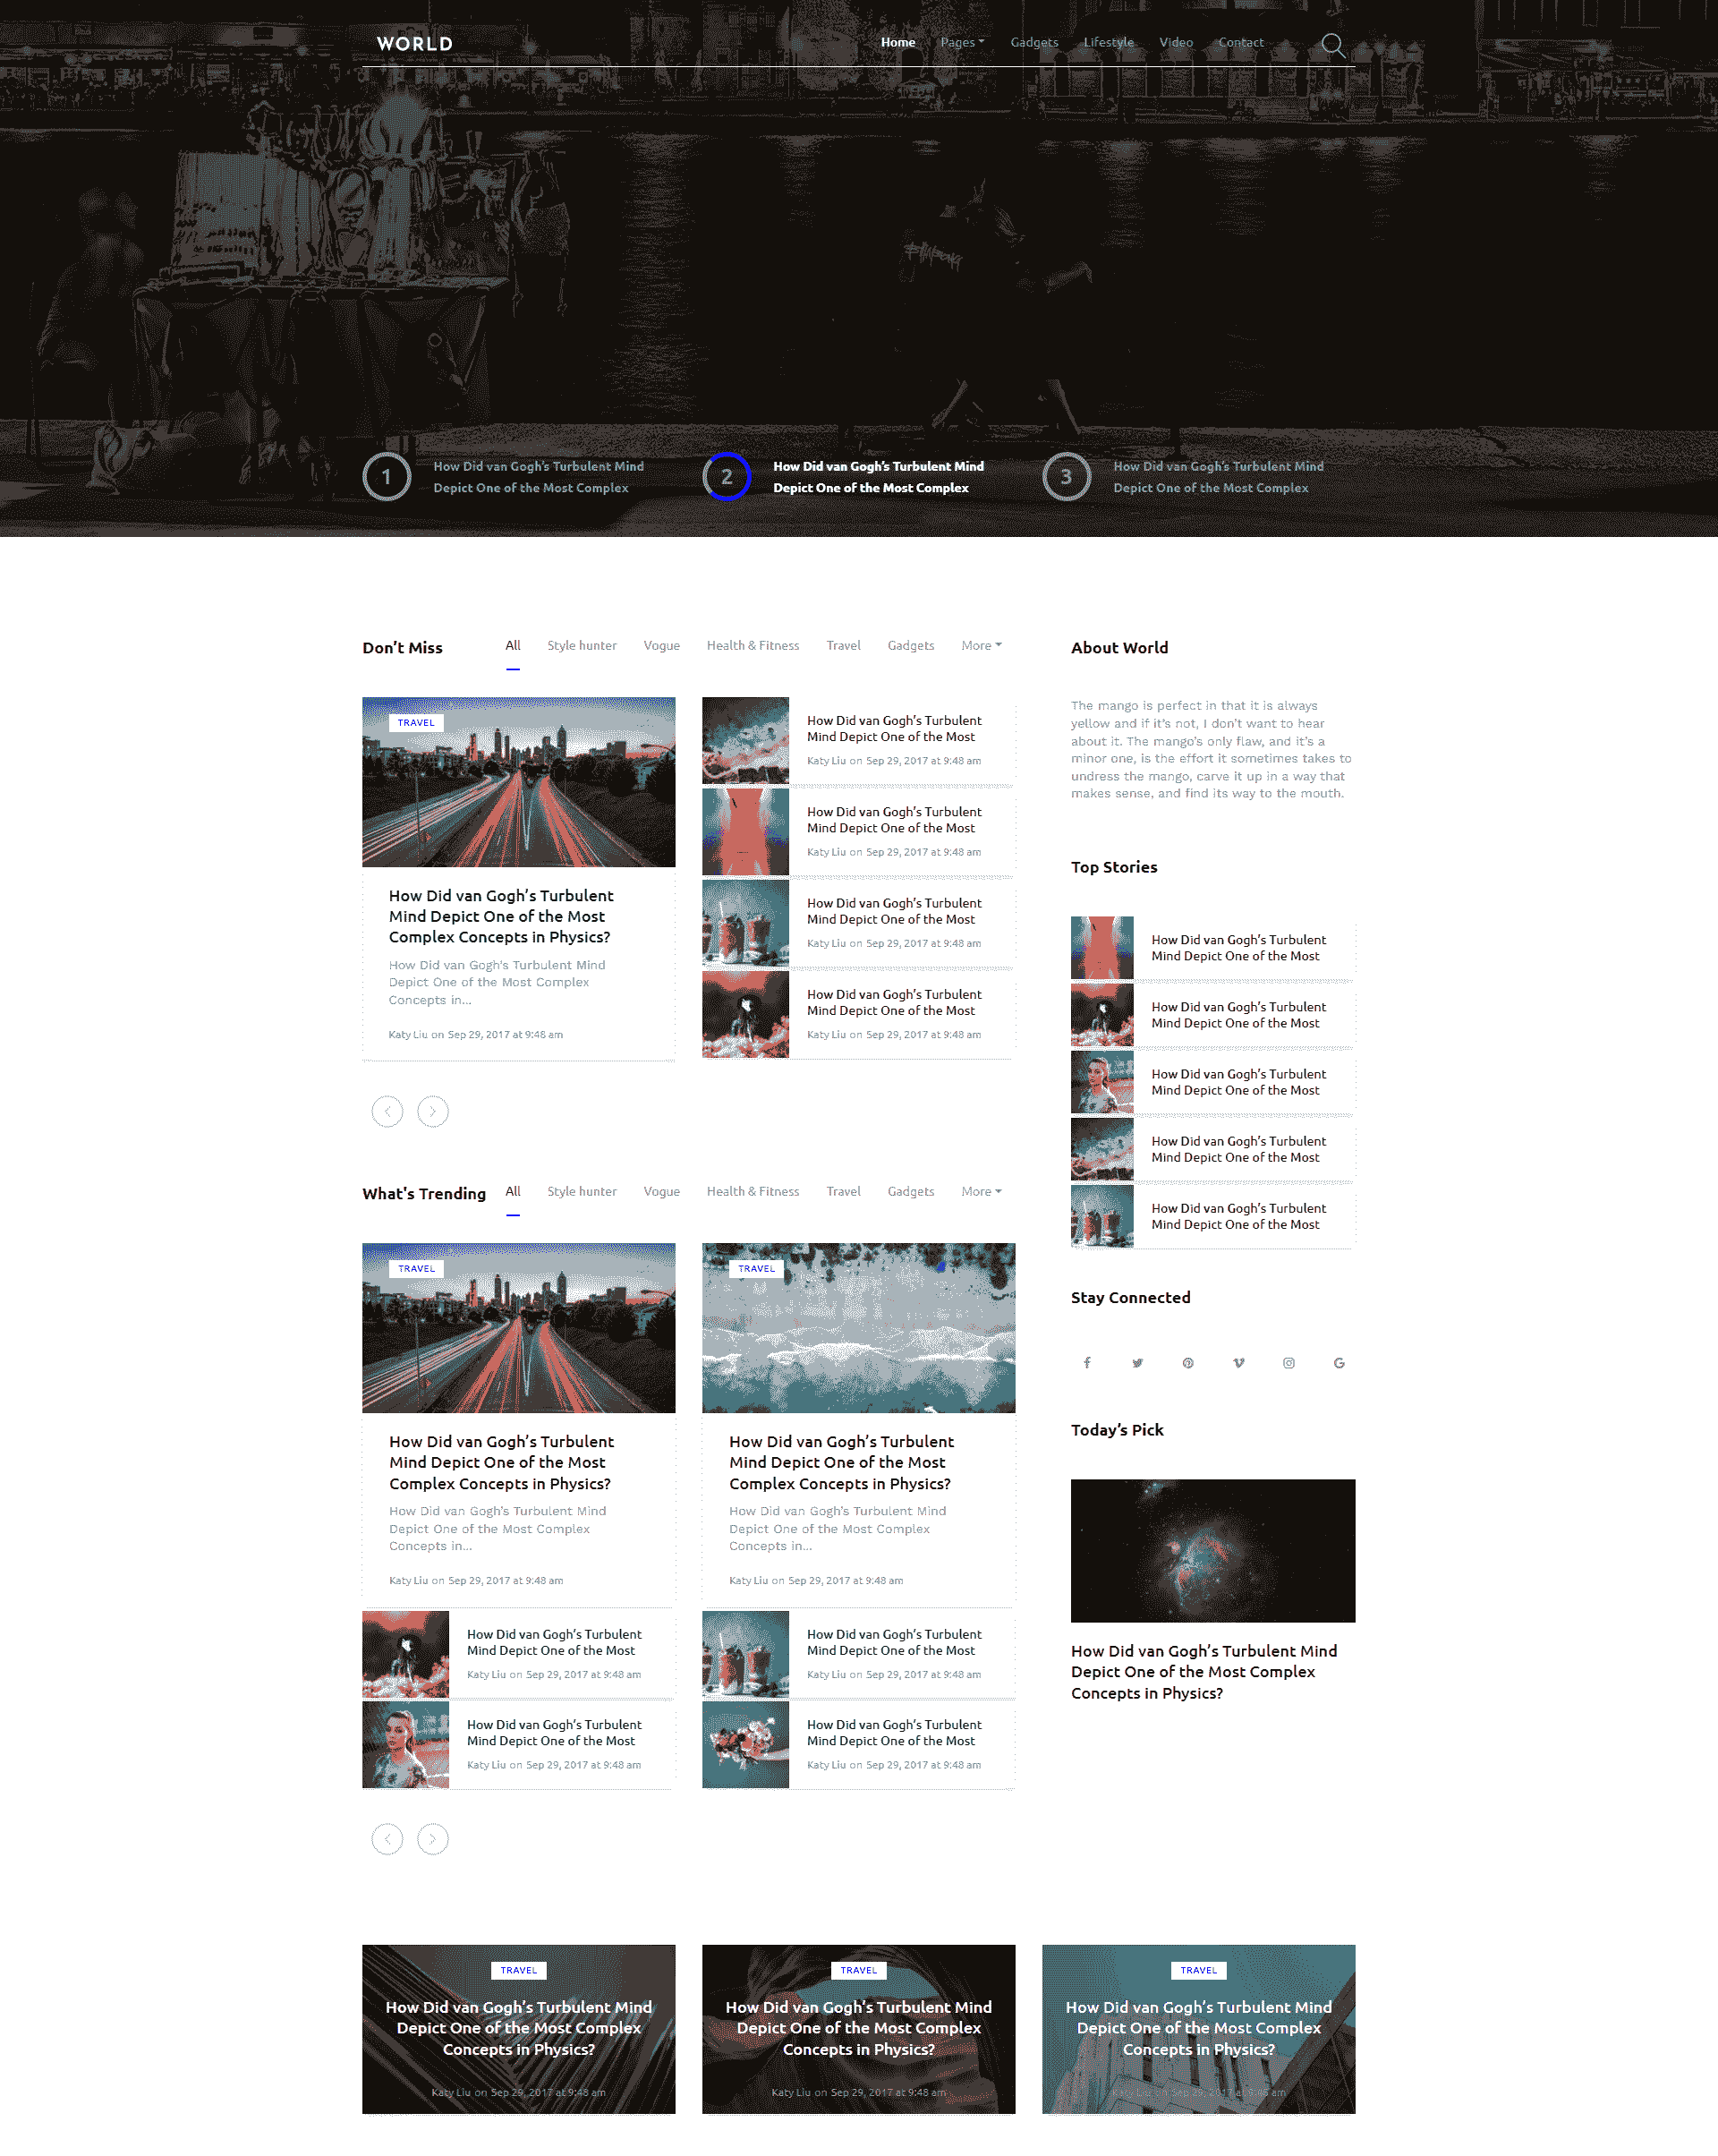 WORLD
Home Pages Gadgets Lifestyle Video Contact
BILLABONG
1 How Did van Gogh's Turbulent Mind
Depict One of the Most Complex
2 How Did van Gogh's Turbulent Mind
Depict One of the Most Complex
3 How Did van Gogh's Turbulent Mind
Depict One of the Most Complex
Don't Miss All Style hunter Vogue Health & Fitness Travel Gadgets More
TRAVEL
How Did van Gogh's Turbulent
Mind Depict One of the Most
Complex Concepts in Physics?
How Did van Gogh's Turbulent Mind
Depict One of the Most Complex
Concepts in...
Katy Liu on Sep 29, 2017 at 9:48 am
How Did van Gogh's Turbulent
Mind Depict One of the Most
Katy Liu on Sep 29, 2017 at 9:48 am
How Did van Gogh's Turbulent
Mind Depict One of the Most
Katy Liu on Sep 29, 2017 at 9:48 am
How Did van Gogh's Turbulent
Mind Depict One of the Most
Katy Liu on Sep 29, 2017 at 9:48 am
How Did van Gogh's Turbulent
Mind Depict One of the Most
Katy Liu on Sep 29, 2017 at 9:48 am
What's Trending All Style hunter Vogue Health & Fitness Travel Gadgets More
TRAVEL
How Did van Gogh's Turbulent
Mind Depict One of the Most
Complex Concepts in Physics?
How Did van Gogh's Turbulent Mind
Depict One of the Most Complex
Concepts in...
Katy Liu on Sep 29, 2017 at 9:48 am
How Did van Gogh's Turbulent
Mind Depict One of the Most
Katy Liu on Sep 29, 2017 at 9:48 am
How Did van Gogh's Turbulent
Mind Depict One of the Most
Katy Liu on Sep 29, 2017 at 9:48 am
TRAVEL
How Did van Gogh's Turbulent
Mind Depict One of the Most
Complex Concepts in Physics?
How Did van Gogh's Turbulent Mind
Depict One of the Most Complex
Concepts in...
Katy Liu on Sep 29, 2017 at 9:48 am
How Did van Gogh's Turbulent
Mind Depict One of the Most
Katy Liu on Sep 29, 2017 at 9:48 am
How Did van Gogh's Turbulent
Mind Depict One of the Most
Katy Liu on Sep 29, 2017 at 9:48 am
About World
The mango is perfect in that it is always
yellow and if it's not, I don't want to hear
about it. The mango's only flaw, and it's a
minor one, is the effort it sometimes takes to
undress the mango, carve it up in a way that
makes sense, and find its way to the mouth.
Top Stories
How Did van Gogh's Turbulent
Mind Depict One of the Most
How Did van Gogh's Turbulent
Mind Depict One of the Most
How Did van Gogh's Turbulent
Mind Depict One of the Most
How Did van Gogh's Turbulent
Mind Depict One of the Most
How Did van Gogh's Turbulent
Mind Depict One of the Most
Stay Connected
Today's Pick
How Did van Gogh's Turbulent Mind
Depict One of the Most Complex
Concepts in Physics?
TRAVEL
How Did van Gogh's Turbulent Mind
Depict One of the Most Complex
Concepts in Physics?
Katy Liu on Sep 29, 2017 at 9:48 am
TRAVEL
How Did van Gogh's Turbulent Mind
Depict One of the Most Complex
Concepts in Physics?
Katy Liu on Sep 29, 2017 at 9:48 am
TRAVEL
How Did van Gogh's Turbulent Mind
Depict One of the Most Complex
Concepts in Physics?
Katy Liu on Sep 29, 2017 at 9:48 am